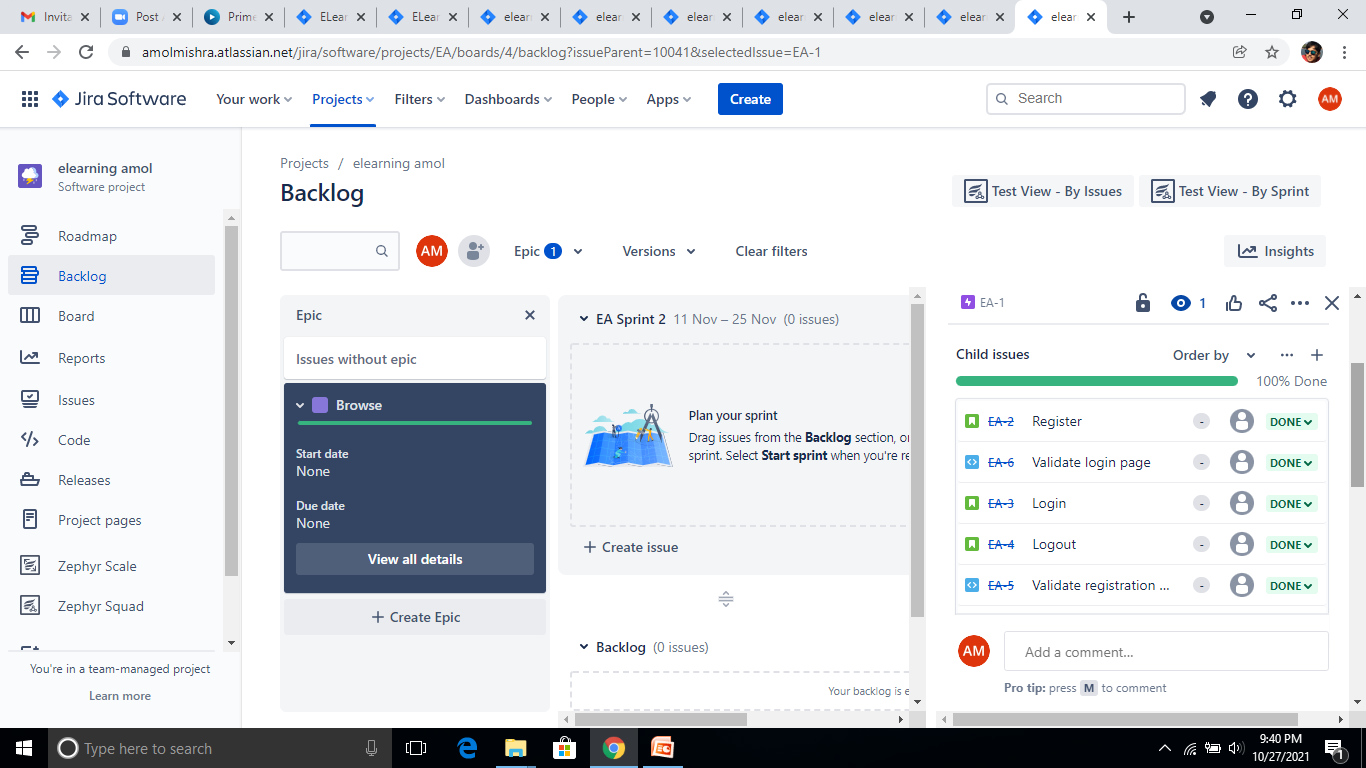 Invita
Post
Prime
ELear
ELear
elearn
elear
elear
elear
elear
elear
elear
amolmishra.atlassian.net/jira/software/projects/EA/boards/4/backlog?issueParent=10041&selectedIssue=EA-1
Jira Software
Your work
Projects
Filters
Dashboards
People
Apps
Create
Search
AM
elearning amol
Software project
Roadmap
Backlog
Board
Reports
Issues
Code
Releases
Project pages
Zephyr Scale
Zephyr Squad
You're in a team-managed project
Learn more
Projects / elearning amol
Backlog
Test View - By Issues
Test View - By Sprint
AM
Epic 1
Versions
Clear filters
Insights
Epic
Issues without epic
Browse
Start date
None
Due date
None
View all details
+ Create Epic
EA Sprint 2 11 Nov – 25 Nov (0 issues)
Plan your sprint
Drag issues from the Backlog section, or
sprint. Select Start sprint when you're re
+ Create issue
Backlog (0 issues)
Your backlog is e
EA-1
1
Child issues
Order by
100% Done
EA-2 Register - DONE
EA-6 Validate login page - DONE
EA-3 Login - DONE
EA-4 Logout - DONE
EA-5 Validate registration ... - DONE
AM
Add a comment...
Pro tip: press M to comment
Type here to search
9:40 PM
10/27/2021
1